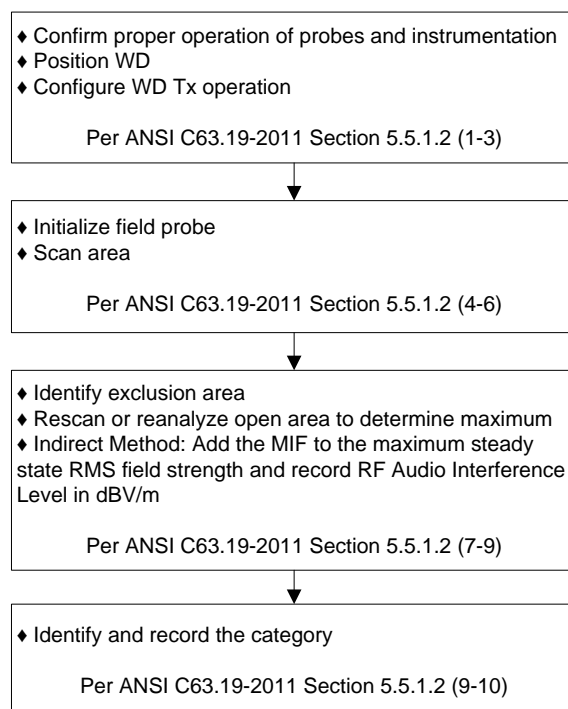 ♦ Confirm proper operation of probes and instrumentation
♦ Position WD
♦ Configure WD Tx operation
Per ANSI C63.19-2011 Section 5.5.1.2 (1-3)
♦ Initialize field probe
♦ Scan area
Per ANSI C63.19-2011 Section 5.5.1.2 (4-6)
♦ Identify exclusion area
♦ Rescan or reanalyze open area to determine maximum
♦ Indirect Method: Add the MIF to the maximum steady
state RMS field strength and record RF Audio Interference
Level in dBV/m
Per ANSI C63.19-2011 Section 5.5.1.2 (7-9)
♦ Identify and record the category
Per ANSI C63.19-2011 Section 5.5.1.2 (9-10)